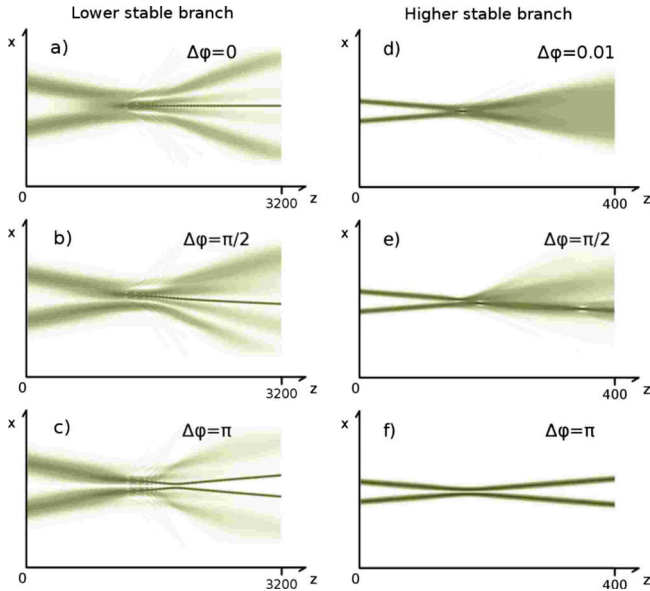 Lower stable branch Higher stable branch
x a) Δφ=0 x d) Δφ=0.01
0 3200 z 0 400 z
x b) Δφ=π/2 x e) Δφ=π/2
0 3200 z 0 400 z
x c) Δφ=π x f) Δφ=π
0 3200 z 0 400 z